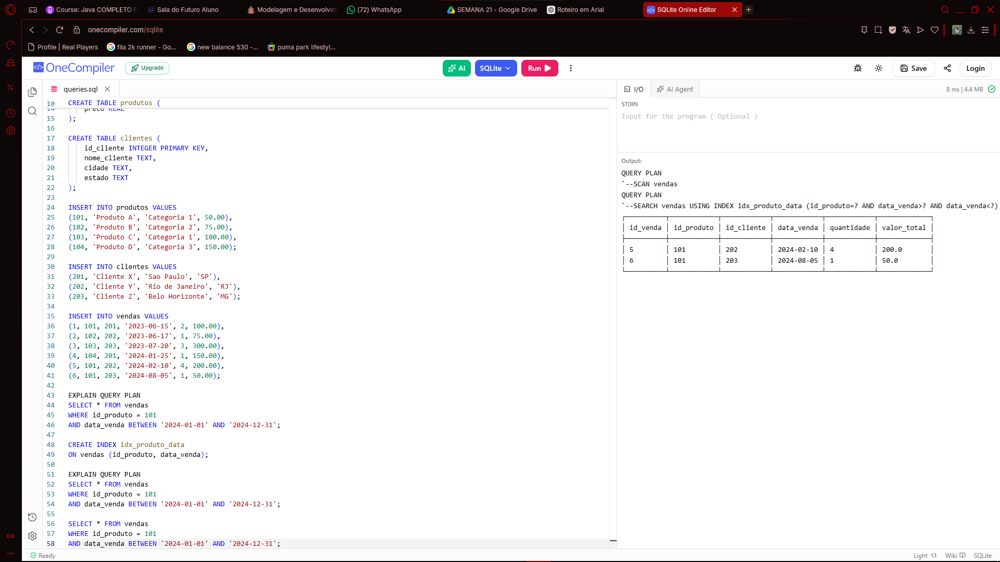 Course: Java COMPLETO P
SF Sala do Futuro Aluno
Modelagem e Desenvolvim
(72) WhatsApp
SEMANA 21 - Google Drive
Roteiro em Arial
SQLite Online Editor
onecompiler.com/sqlite
Profile | Real Players
fila 2k runner - Go...
new balance 530 -...
puma park lifestyl...
</> OneCompiler
Upgrade
AI
SQLite
Run
Save
Login
queries.sql
10 CREATE TABLE produtos (
14 preco REAL
15 );
16
17 CREATE TABLE clientes (
18 id_cliente INTEGER PRIMARY KEY,
19 nome_cliente TEXT,
20 cidade TEXT,
21 estado TEXT
22 );
23
24 INSERT INTO produtos VALUES
25 (101, 'Produto A', 'Categoria 1', 50.00),
26 (102, 'Produto B', 'Categoria 2', 75.00),
27 (103, 'Produto C', 'Categoria 1', 100.00),
28 (104, 'Produto D', 'Categoria 3', 150.00);
29
30 INSERT INTO clientes VALUES
31 (201, 'Cliente X', 'Sao Paulo', 'SP'),
32 (202, 'Cliente Y', 'Rio de Janeiro', 'RJ'),
33 (203, 'Cliente Z', 'Belo Horizonte', 'MG');
34
35 INSERT INTO vendas VALUES
36 (1, 101, 201, '2023-06-15', 2, 100.00),
37 (2, 102, 202, '2023-06-17', 1, 75.00),
38 (3, 103, 203, '2023-07-20', 3, 300.00),
39 (4, 104, 201, '2024-01-25', 1, 150.00),
40 (5, 101, 202, '2024-02-10', 4, 200.00),
41 (6, 101, 203, '2024-08-05', 1, 50.00);
42
43 EXPLAIN QUERY PLAN
44 SELECT * FROM vendas
45 WHERE id_produto = 101
46 AND data_venda BETWEEN '2024-01-01' AND '2024-12-31';
47
48 CREATE INDEX idx_produto_data
49 ON vendas (id_produto, data_venda);
50
51 EXPLAIN QUERY PLAN
52 SELECT * FROM vendas
53 WHERE id_produto = 101
54 AND data_venda BETWEEN '2024-01-01' AND '2024-12-31';
55
56 SELECT * FROM vendas
57 WHERE id_produto = 101
58 AND data_venda BETWEEN '2024-01-01' AND '2024-12-31';
I/O
AI Agent
8 ms | 4.4 MB
STDIN
Input for the program ( Optional )
Output:
QUERY PLAN
`--SCAN vendas
QUERY PLAN
`--SEARCH vendas USING INDEX idx_produto_data (id_produto=? AND data_venda>? AND data_venda<?)
id_venda id_produto id_cliente data_venda quantidade valor_total
5 101 202 2024-02-10 4 200.0
6 101 203 2024-08-05 1 50.0
GX
Ready
Light
Wiki
SQLite